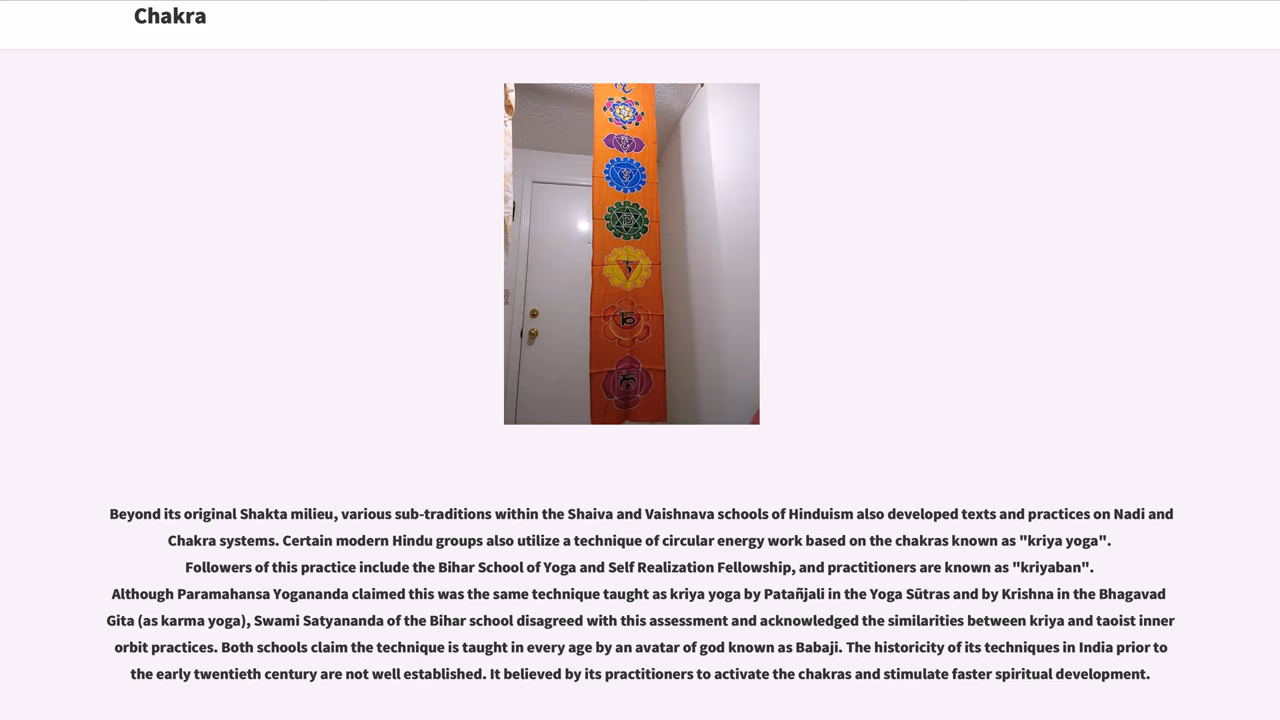 Chakra
Beyond its original Shakta milieu, various sub-traditions within the Shaiva and Vaishnava schools of Hinduism also developed texts and practices on Nadi and
Chakra systems. Certain modern Hindu groups also utilize a technique of circular energy work based on the chakras known as "kriya yoga".
Followers of this practice include the Bihar School of Yoga and Self Realization Fellowship, and practitioners are known as "kriyaban".
Although Paramahansa Yogananda claimed this was the same technique taught as kriya yoga by Patañjali in the Yoga Sūtras and by Krishna in the Bhagavad
Gita (as karma yoga), Swami Satyananda of the Bihar school disagreed with this assessment and acknowledged the similarities between kriya and taoist inner
orbit practices. Both schools claim the technique is taught in every age by an avatar of god known as Babaji. The historicity of its techniques in India prior to
the early twentieth century are not well established. It believed by its practitioners to activate the chakras and stimulate faster spiritual development.